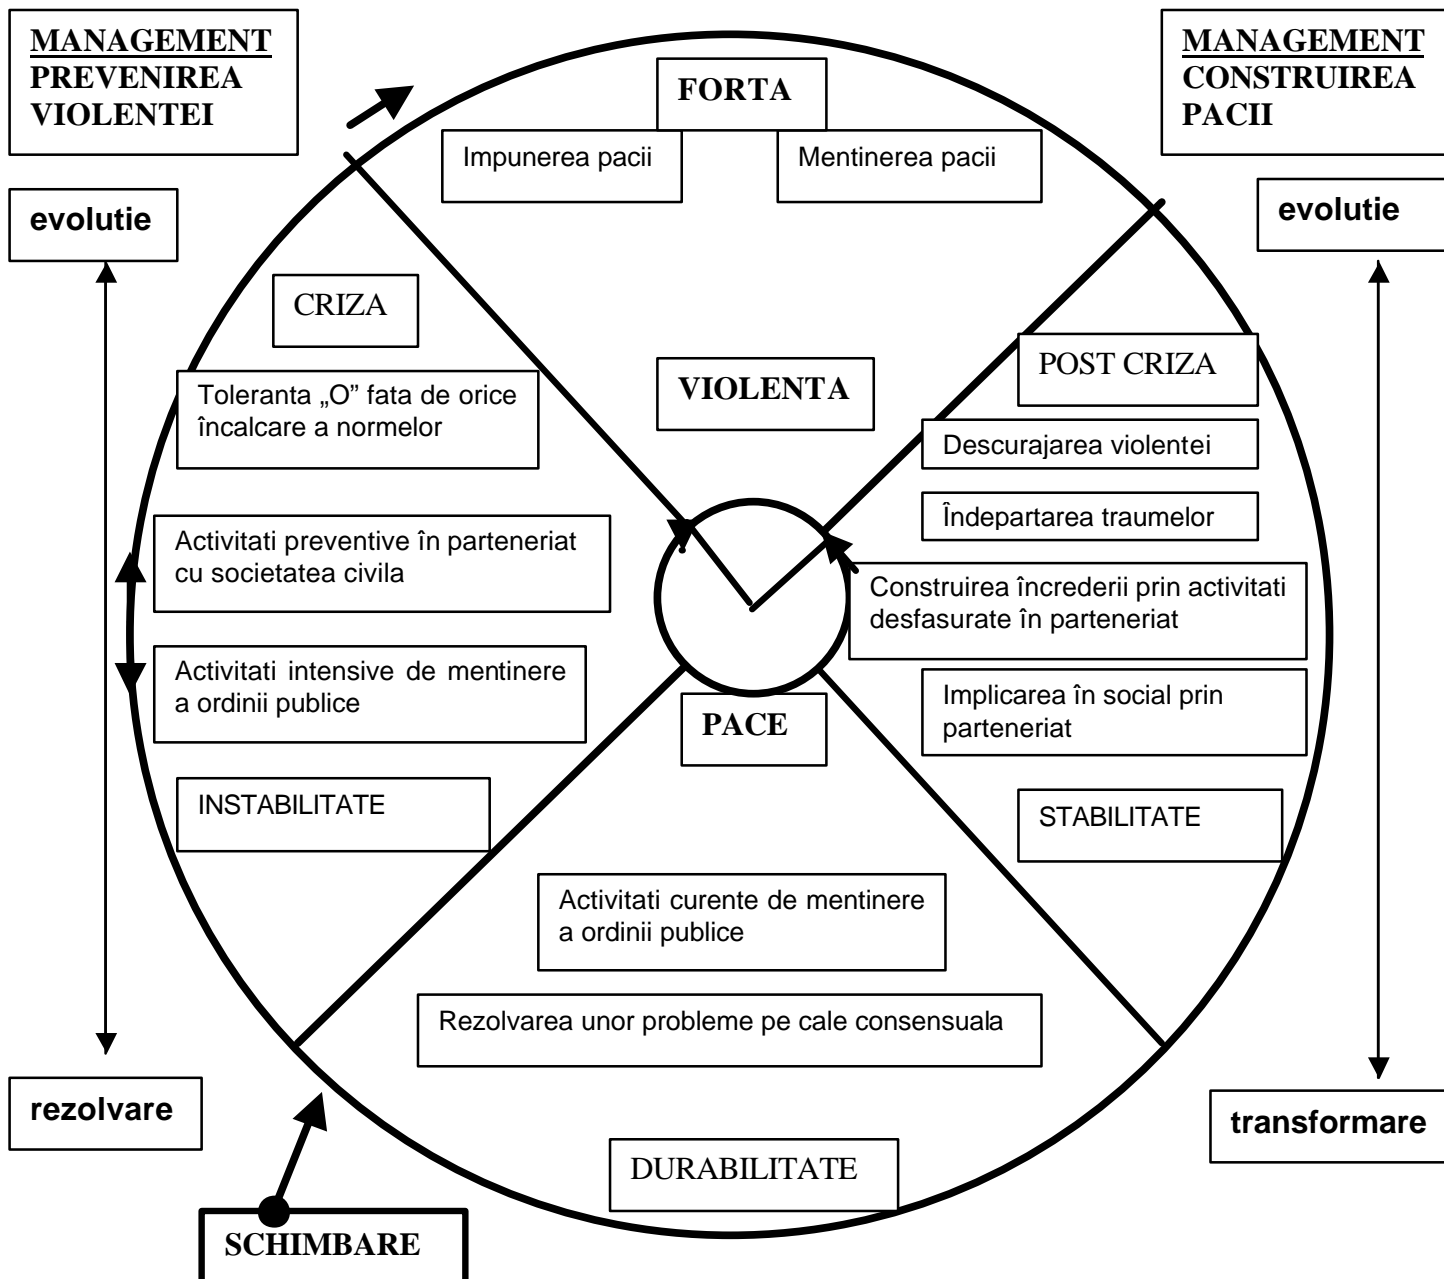 MANAGEMENT
PREVENIREA
VIOLENTEI
MANAGEMENT
CONSTRUIREA
PACII
FORTA
Impunerea pacii
Mentinerea pacii
evolutie
evolutie
CRIZA
POST CRIZA
VIOLENTA
Toleranta „O” fata de orice
încalcare a normelor
Descurajarea violentei
Îndepartarea traumelor
Activitati preventive în parteneriat
cu societatea civila
Construirea încrederii prin activitati
desfasurate în parteneriat
Activitati intensive de mentinere
a ordinii publice
Implicarea în social prin
parteneriat
PACE
INSTABILITATE
STABILITATE
Activitati curente de mentinere
a ordinii publice
Rezolvarea unor probleme pe cale consensuala
rezolvare
transformare
DURABILITATE
SCHIMBARE